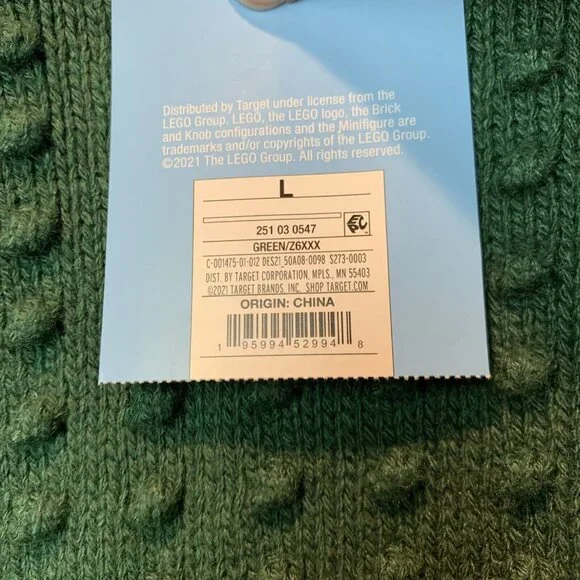 Distributed by Target under license from the
LEGO Group. LEGO, the LEGO logo, the Brick
and Knob configurations and the Minifigure are
trademarks and/or copyrights of the LEGO Group.
©2021 The LEGO Group. All rights reserved.
L
251 03 0547
GREEN/Z6XXX
C-001475-01-012 DES21_50A08-0098 S273-0003
DIST. BY TARGET CORPORATION, MPLS., MN 55403
©2021 TARGET BRANDS, INC. SHOP TARGET.COM
ORIGIN: CHINA
1 95994 52994 8